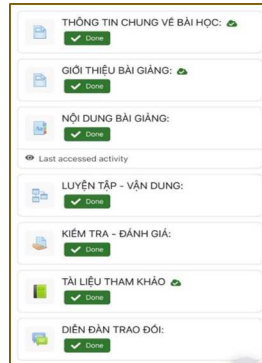 THÔNG TIN CHUNG VỀ BÀI HỌC:
Done
GIỚI THIỆU BÀI GIẢNG:
Done
NỘI DUNG BÀI GIẢNG:
Done
Last accessed activity
LUYỆN TẬP - VẬN DUNG:
Done
KIỂM TRA - ĐÁNH GIÁ:
Done
TÀI LIỆU THAM KHẢO
Done
DIỄN ĐÀN TRAO ĐỔI:
Done